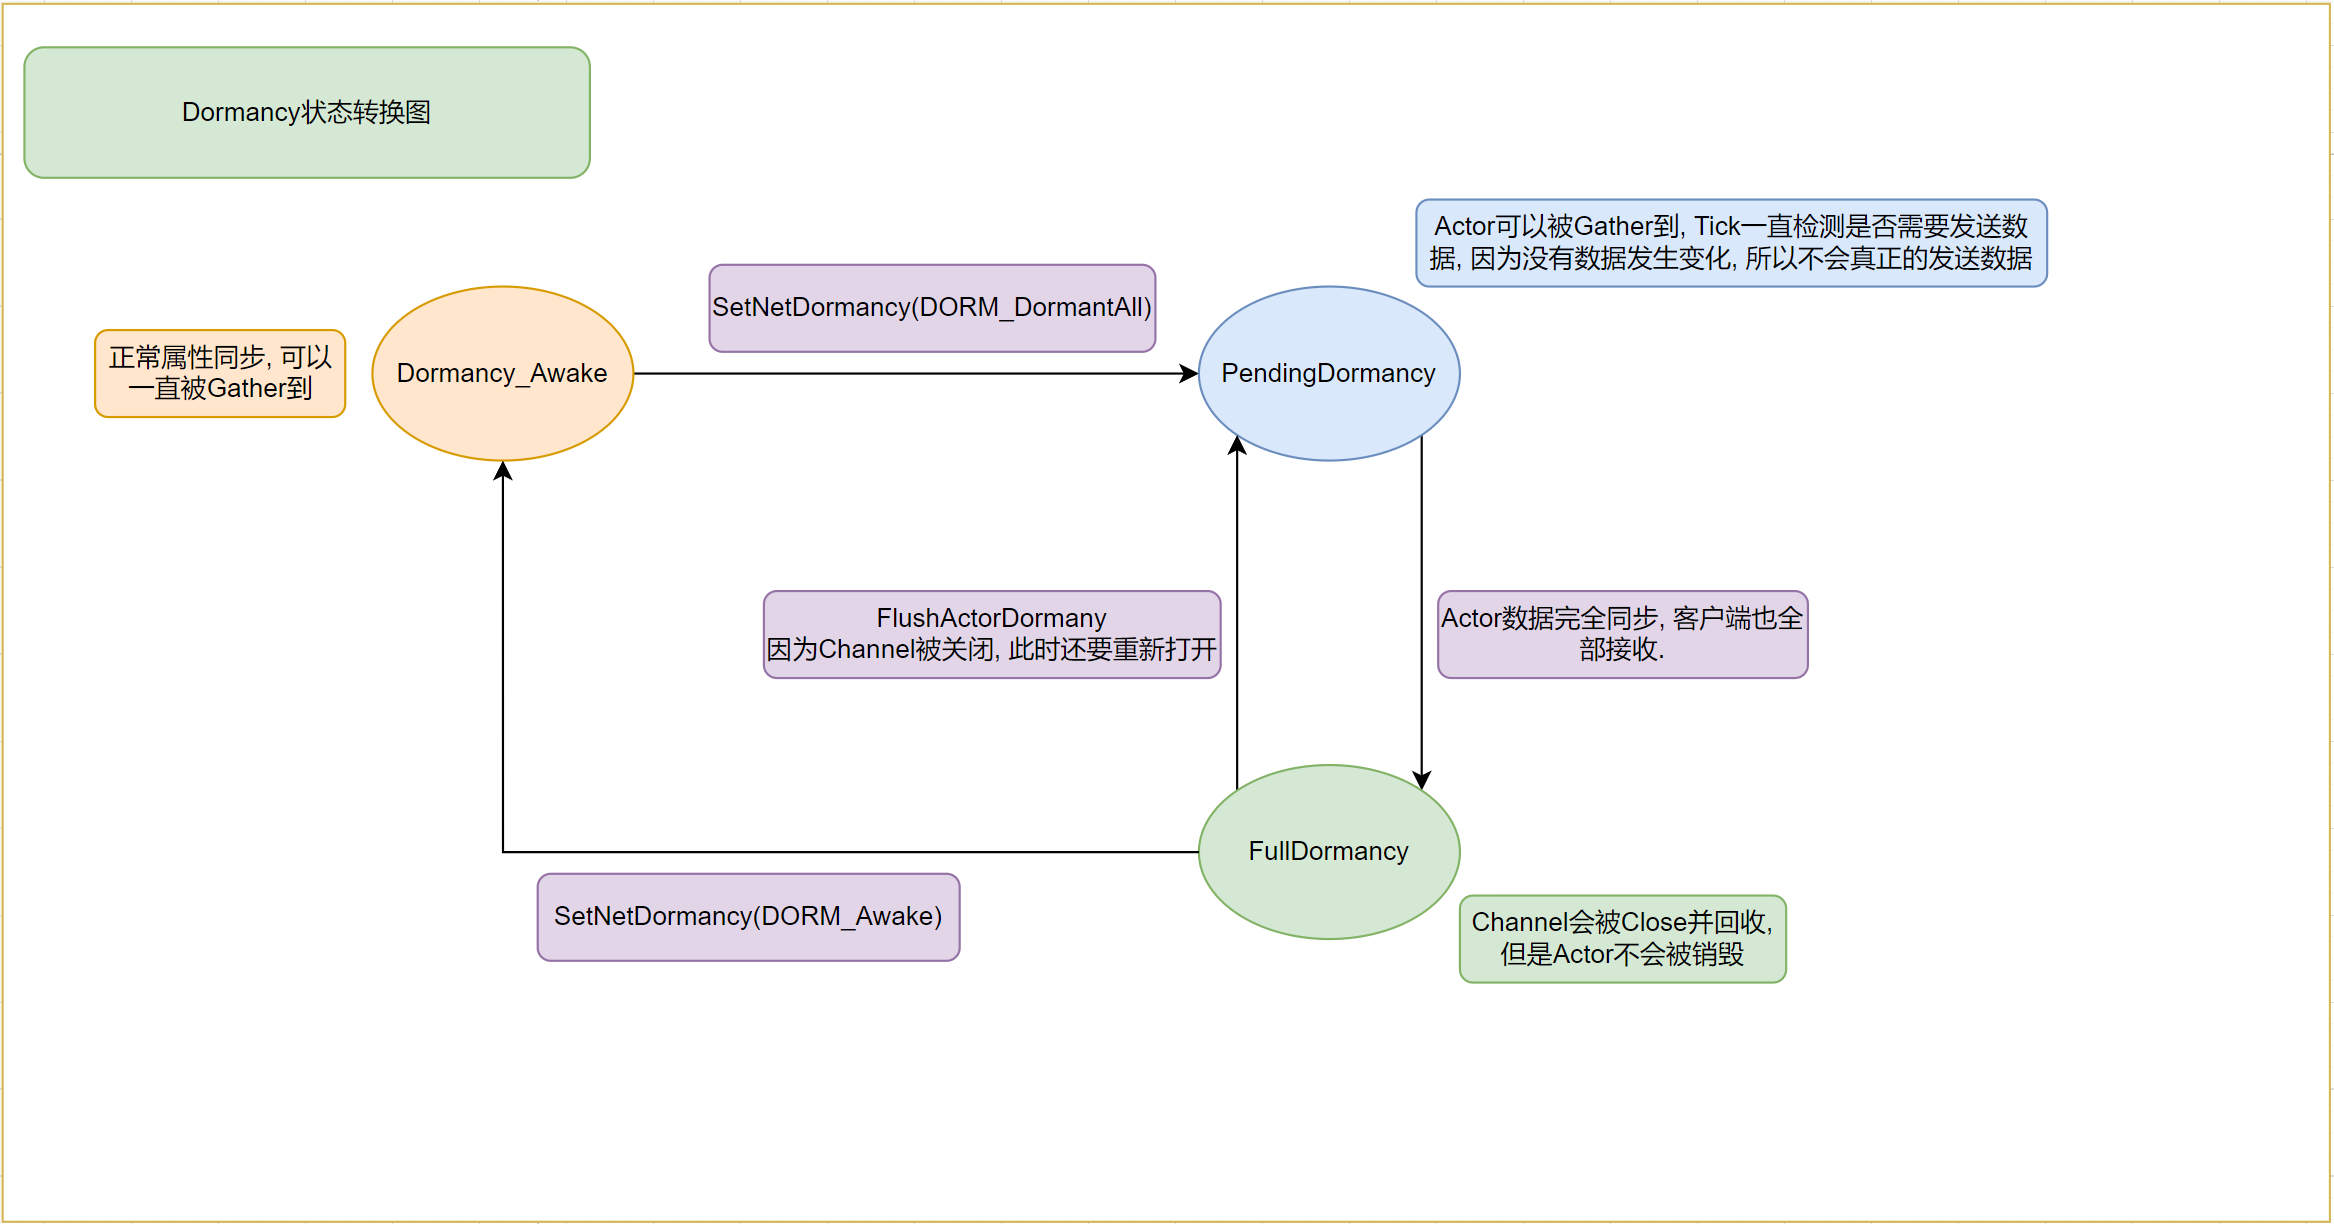 Dormancy状态转换图
Actor可以被Gather到, Tick一直检测是否需要发送数
据, 因为没有数据发生变化, 所以不会真正的发送数据
SetNetDormancy(DORM_DormantAll)
正常属性同步, 可以
一直被Gather到
Dormancy_Awake
PendingDormancy
FlushActorDormany
因为Channel被关闭, 此时还要重新打开
Actor数据完全同步, 客户端也全
部接收.
FullDormancy
SetNetDormancy(DORM_Awake)
Channel会被Close并回收,
但是Actor不会被销毁